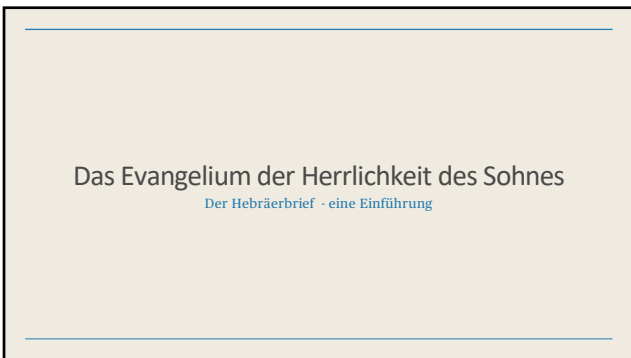 Das Evangelium der Herrlichkeit des Sohnes
Der Hebräerbrief - eine Einführung